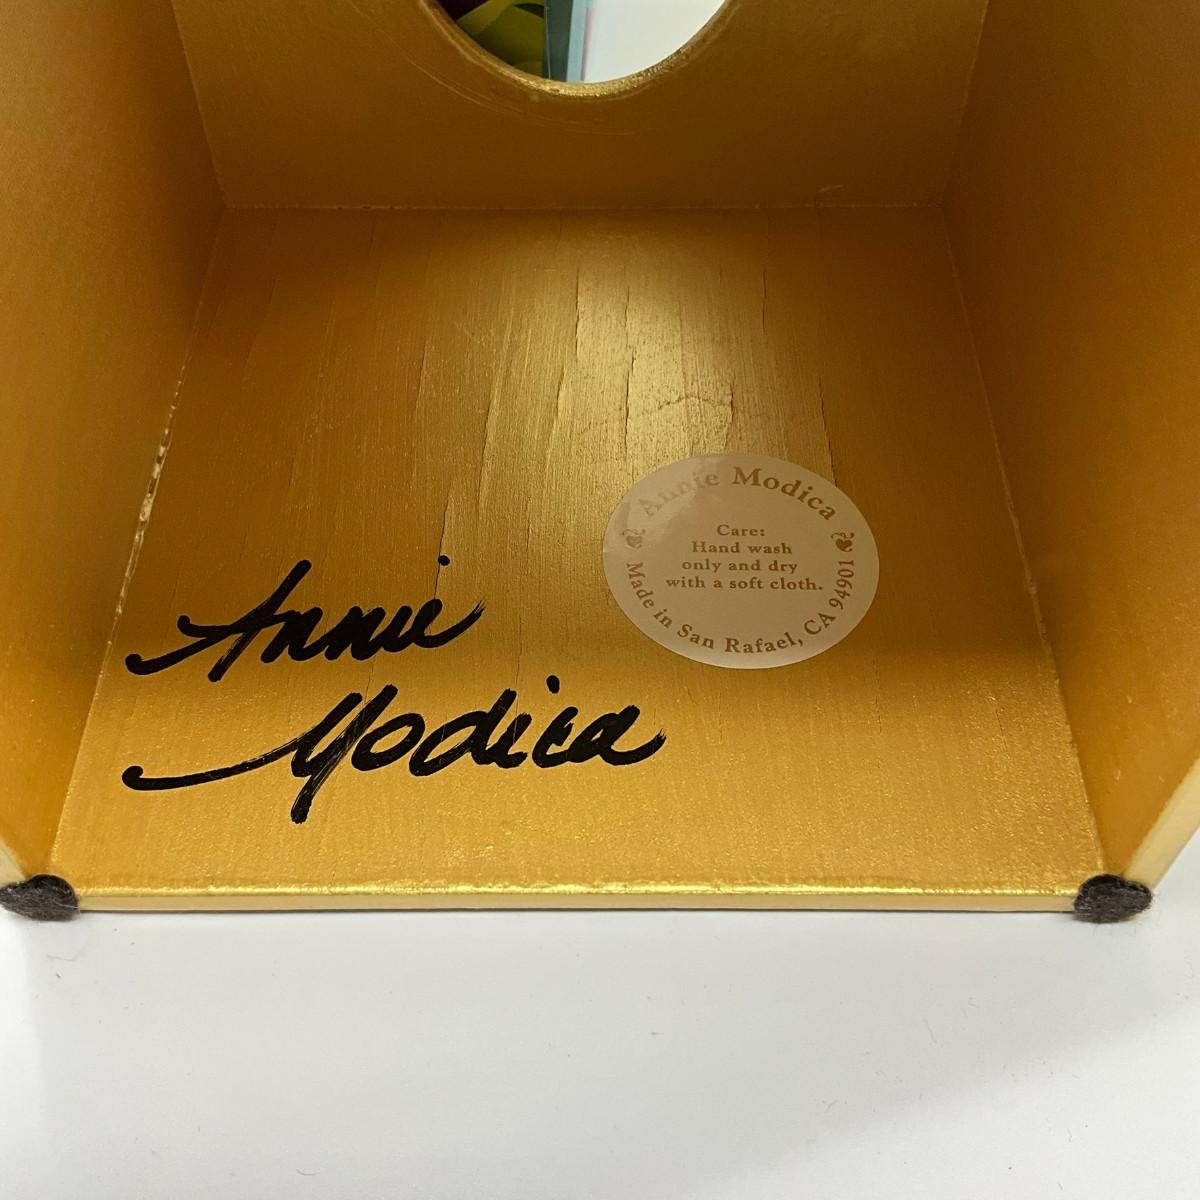 Annie Modica
Care:
Hand wash
only and dry
with a soft cloth.
Made in San Rafael, CA 94901
Annie
Modica